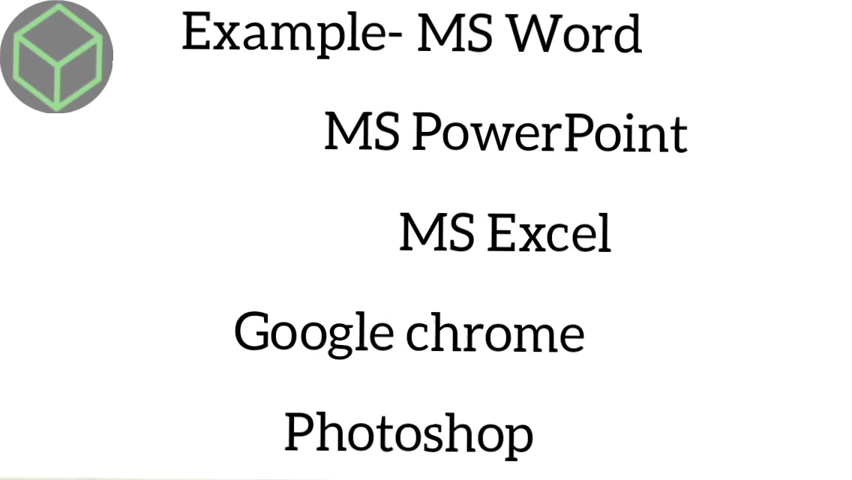 Example- MS Word
MS PowerPoint
MS Excel
Google chrome
Photoshop